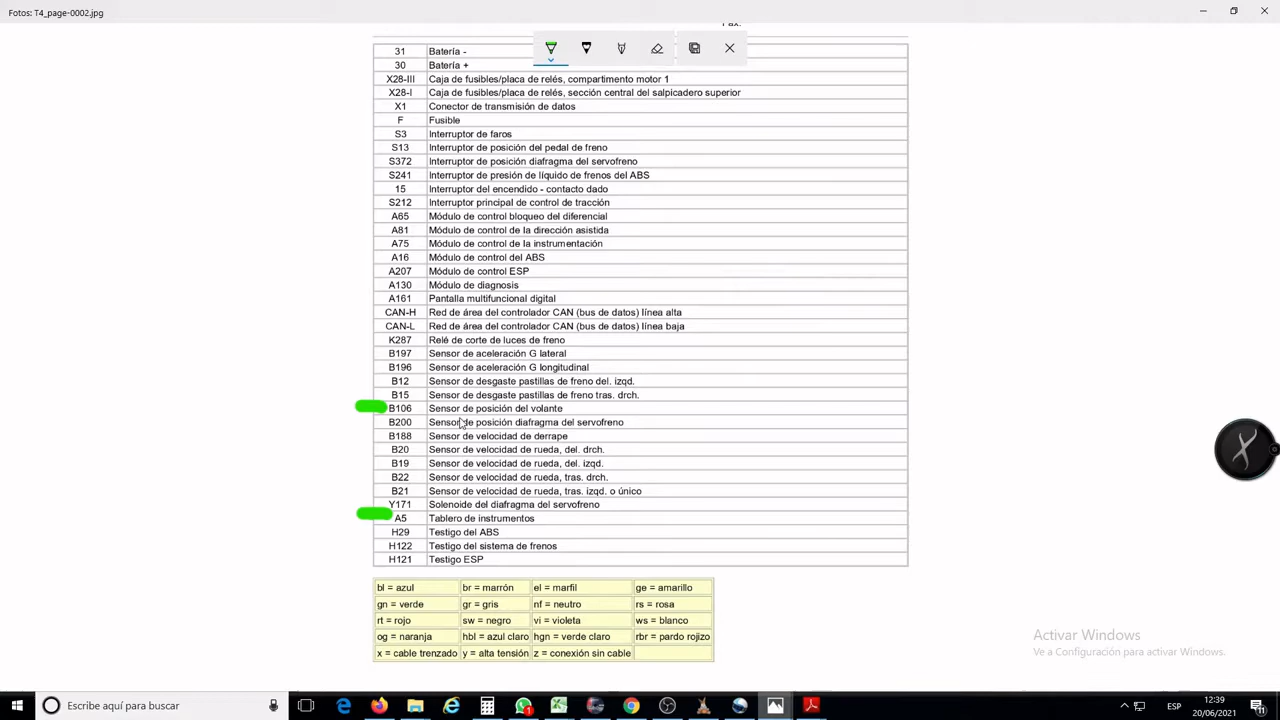 Fotos: T4_page-0002.jpg
31 Batería -
30 Batería +
X28-III Caja de fusibles/placa de relés, compartimento motor 1
X28-I Caja de fusibles/placa de relés, sección central del salpicadero superior
X1 Conector de transmisión de datos
F Fusible
S3 Interruptor de faros
S13 Interruptor de posición del pedal de freno
S372 Interruptor de posición diafragma del servofreno
S241 Interruptor de presión de líquido de frenos del ABS
15 Interruptor del encendido - contacto dado
S212 Interruptor principal de control de tracción
A65 Módulo de control bloqueo del diferencial
A81 Módulo de control de la dirección asistida
A75 Módulo de control de la instrumentación
A16 Módulo de control del ABS
A207 Módulo de control ESP
A130 Módulo de diagnosis
A161 Pantalla multifuncional digital
CAN-H Red de área del controlador CAN (bus de datos) línea alta
CAN-L Red de área del controlador CAN (bus de datos) línea baja
K287 Relé de corte de luces de freno
B197 Sensor de aceleración G lateral
B196 Sensor de aceleración G longitudinal
B12 Sensor de desgaste pastillas de freno del. izqd.
B15 Sensor de desgaste pastillas de freno tras. drch.
B106 Sensor de posición del volante
B200 Sensor de posición diafragma del servofreno
B188 Sensor de velocidad de derrape
B20 Sensor de velocidad de rueda, del. drch.
B19 Sensor de velocidad de rueda, del. izqd.
B22 Sensor de velocidad de rueda, tras. drch.
B21 Sensor de velocidad de rueda, tras. izqd. o único
Y171 Solenoide del diafragma del servofreno
A5 Tablero de instrumentos
H29 Testigo del ABS
H122 Testigo del sistema de frenos
H121 Testigo ESP
bl = azul br = marrón el = marfil ge = amarillo
gn = verde gr = gris nf = neutro rs = rosa
rt = rojo sw = negro vi = violeta ws = blanco
og = naranja hbl = azul claro hgn = verde claro rbr = pardo rojizo
x = cable trenzado y = alta tensión z = conexión sin cable
Activar Windows
Ve a Configuración para activar Windows.
Escribe aquí para buscar
1
ESP
12:39
20/06/2021
11